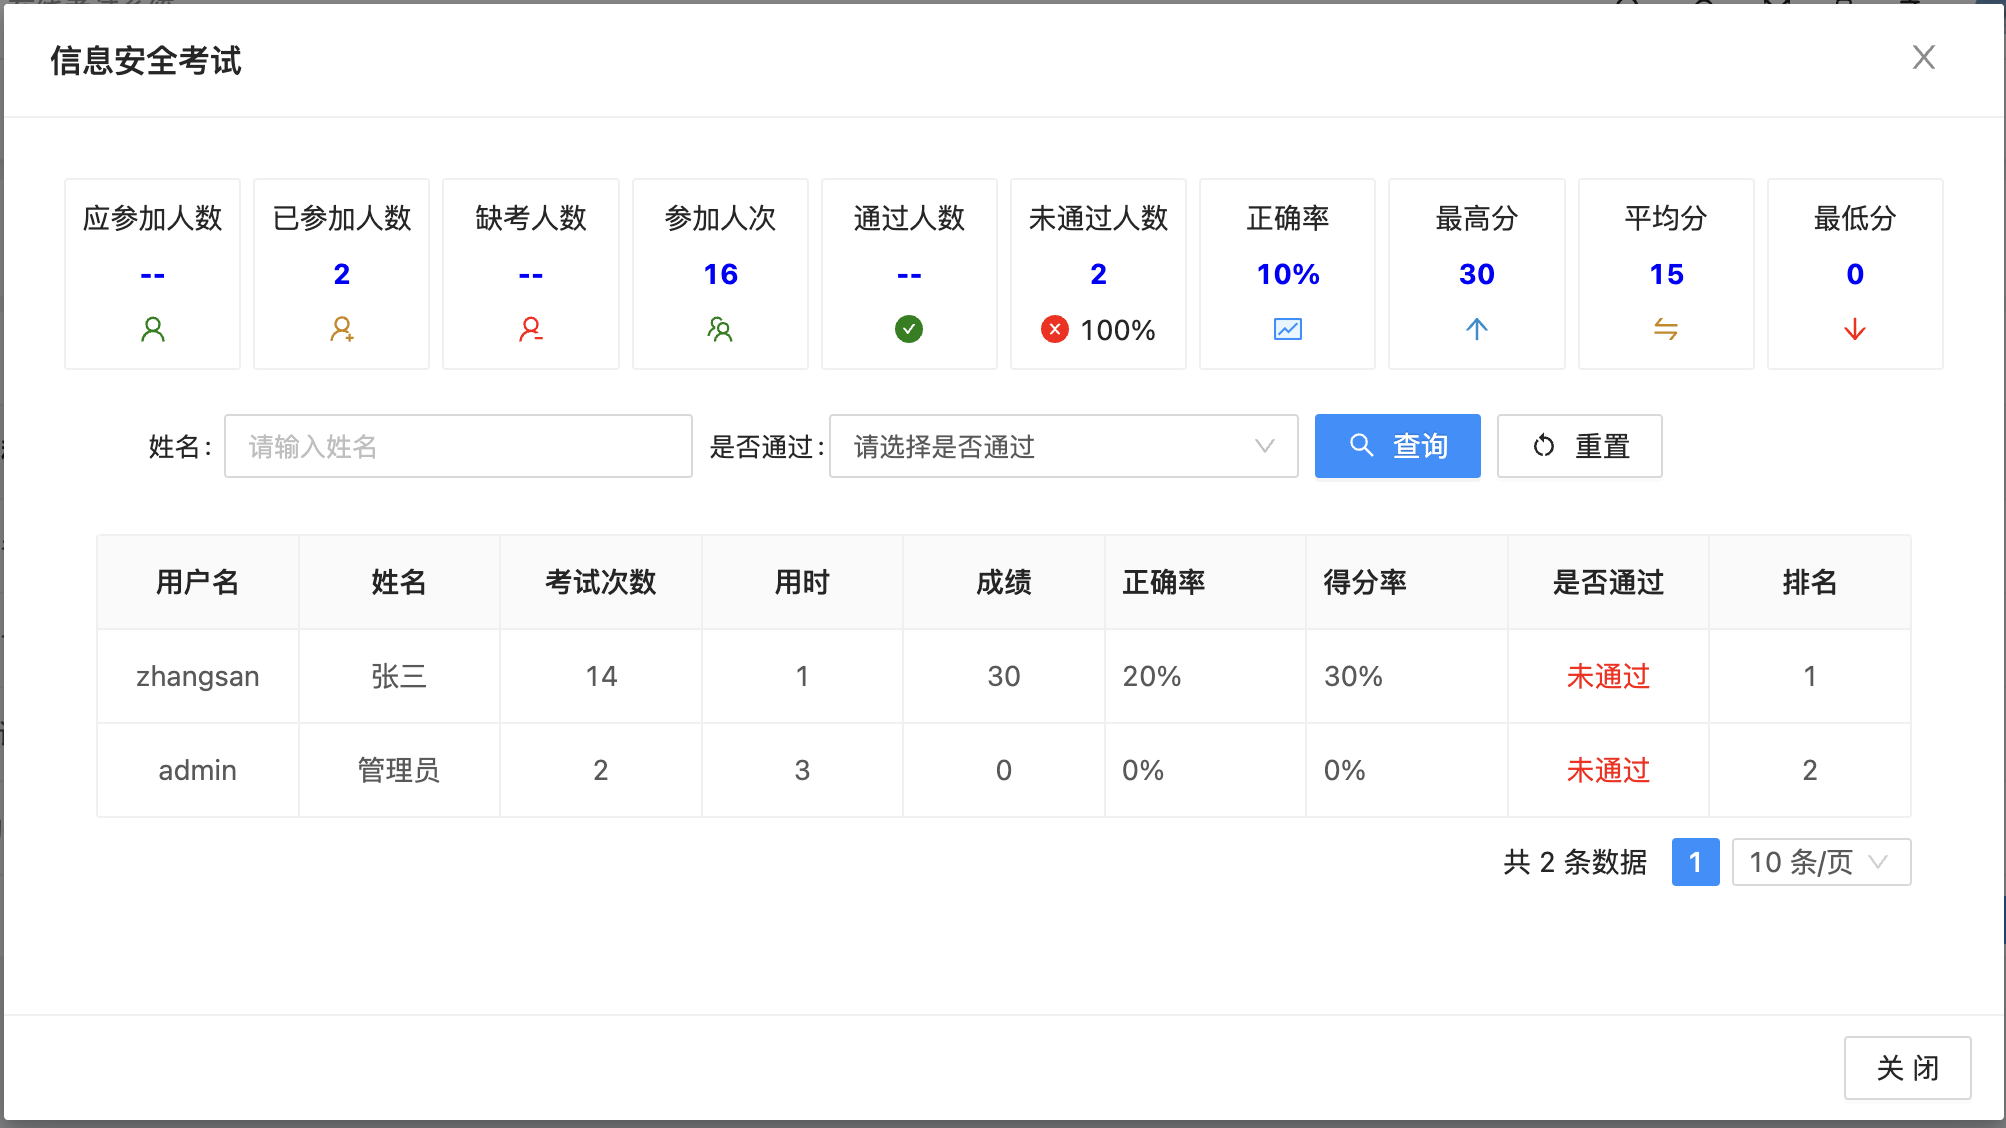 信息安全考试
应参加人数 已参加人数 缺考人数 参加人次 通过人数 未通过人数 正确率 最高分 平均分 最低分
-- 2 -- 16 -- 2 10% 30 15 0
100%
姓名: 请输入姓名 是否通过: 请选择是否通过 查询 重置
用户名 姓名 考试次数 用时 成绩 正确率 得分率 是否通过 排名
zhangsan 张三 14 1 30 20% 30% 未通过 1
admin 管理员 2 3 0 0% 0% 未通过 2
共 2 条数据 1 10 条/页
关 闭